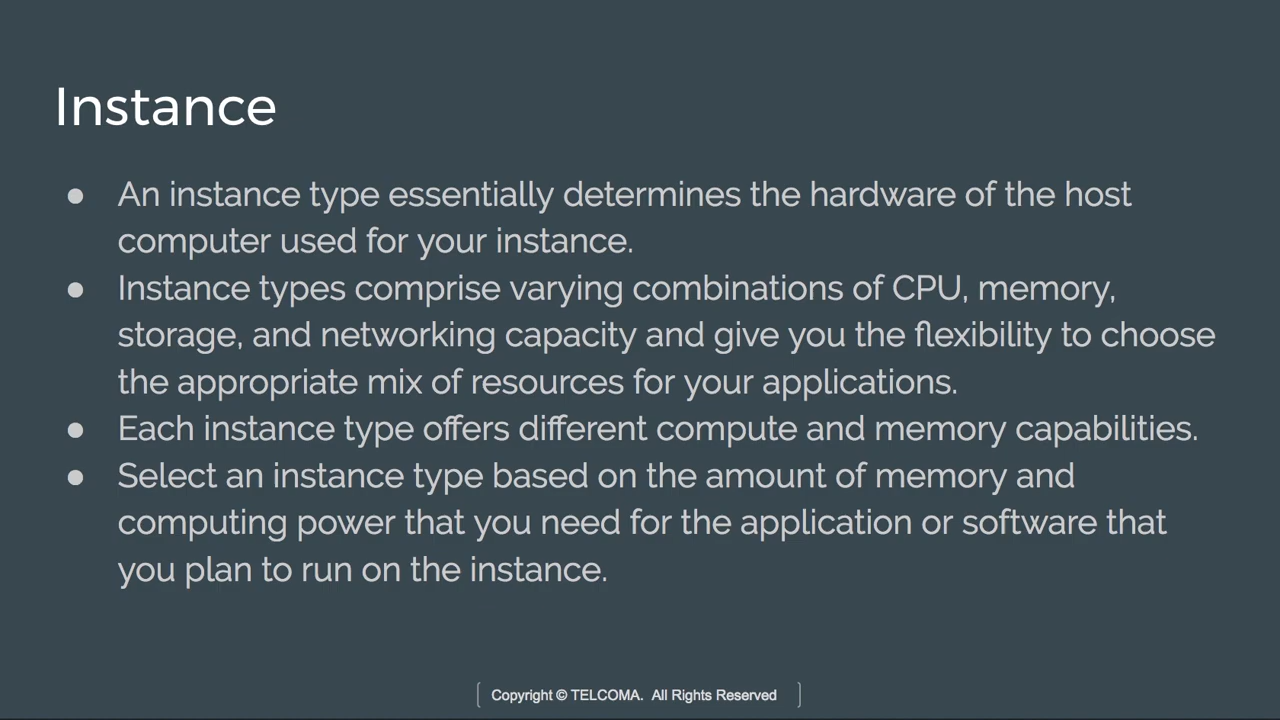 Instance
● An instance type essentially determines the hardware of the host
computer used for your instance.
● Instance types comprise varying combinations of CPU, memory,
storage, and networking capacity and give you the flexibility to choose
the appropriate mix of resources for your applications.
● Each instance type offers different compute and memory capabilities.
● Select an instance type based on the amount of memory and
computing power that you need for the application or software that
you plan to run on the instance.
Copyright © TELCOMA. All Rights Reserved